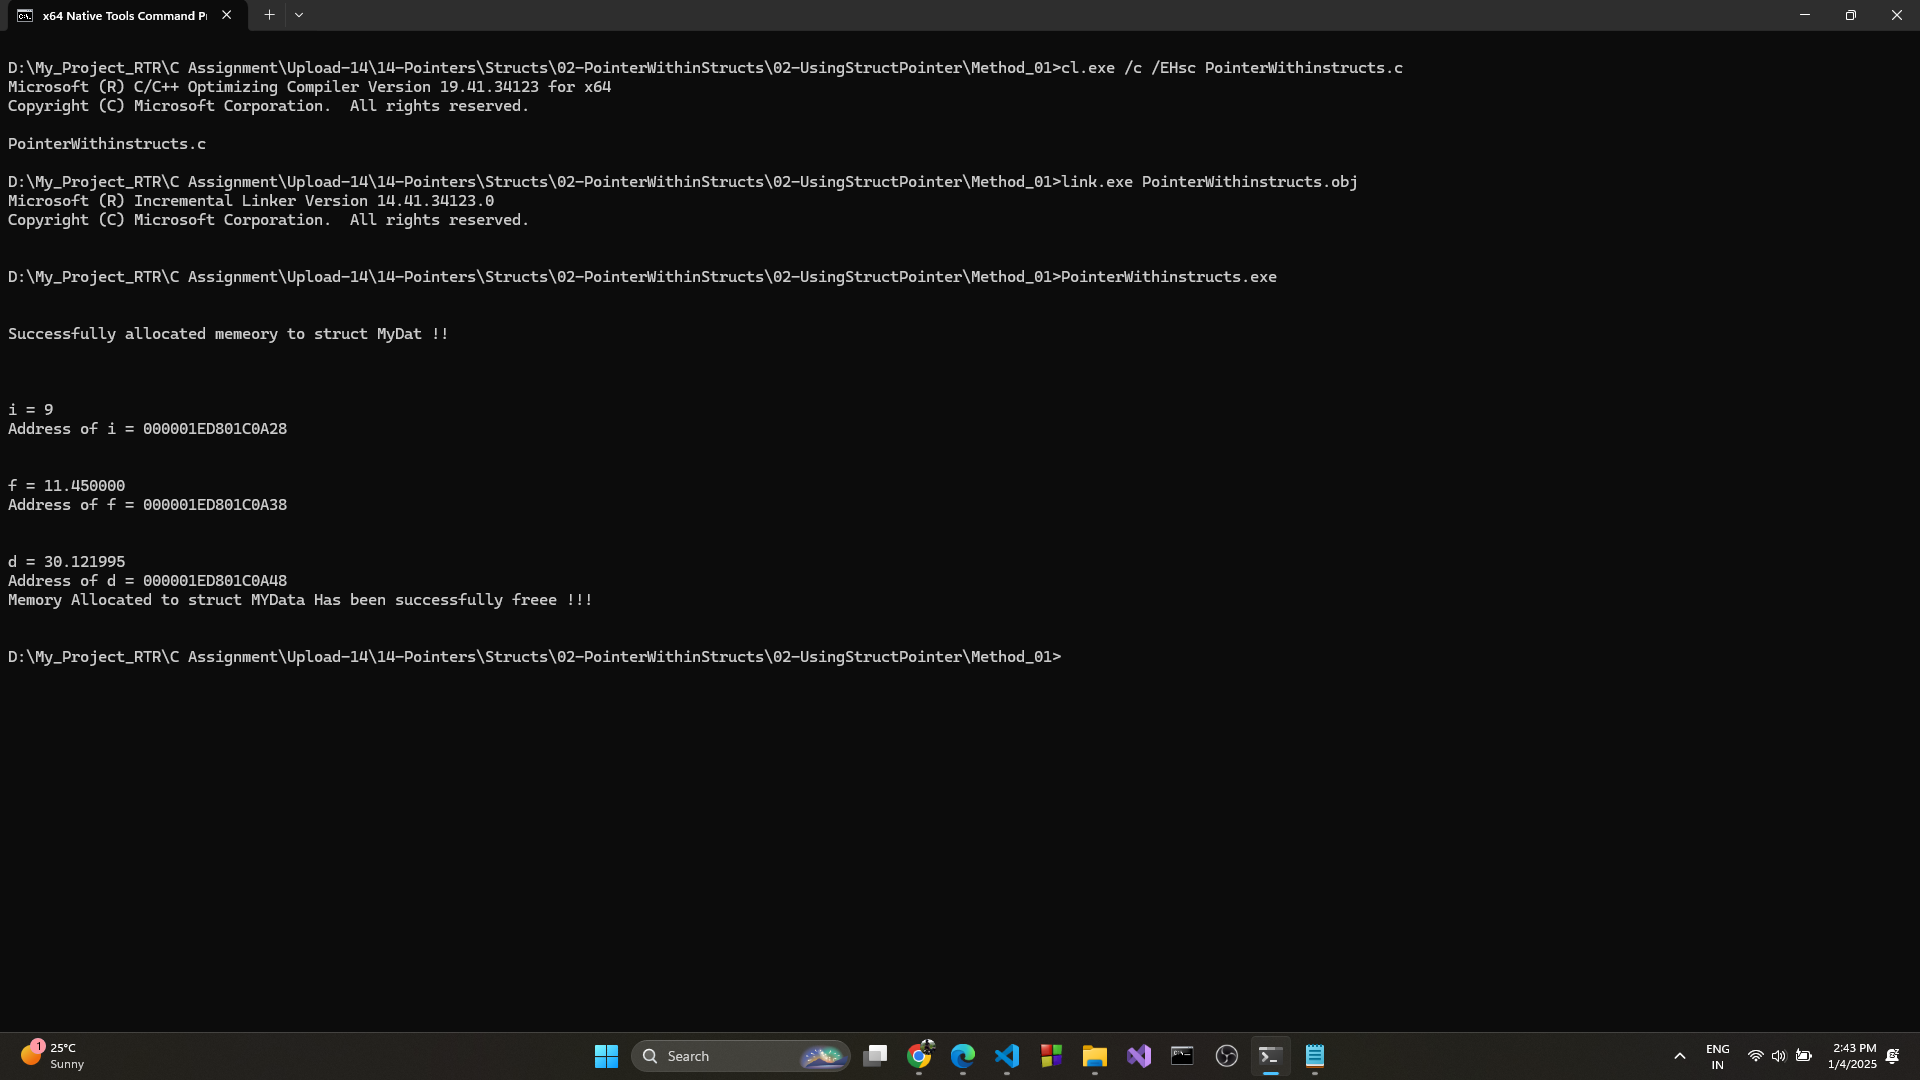 x64 Native Tools Command P
D:\My_Project_RTR\C Assignment\Upload-14\14-Pointers\Structs\02-PointerWithinStructs\02-UsingStructPointer\Method_01>cl.exe /c /EHsc PointerWithinstructs.c
Microsoft (R) C/C++ Optimizing Compiler Version 19.41.34123 for x64
Copyright (C) Microsoft Corporation.  All rights reserved.
PointerWithinstructs.c
D:\My_Project_RTR\C Assignment\Upload-14\14-Pointers\Structs\02-PointerWithinStructs\02-UsingStructPointer\Method_01>link.exe PointerWithinstructs.obj
Microsoft (R) Incremental Linker Version 14.41.34123.0
Copyright (C) Microsoft Corporation.  All rights reserved.
D:\My_Project_RTR\C Assignment\Upload-14\14-Pointers\Structs\02-PointerWithinStructs\02-UsingStructPointer\Method_01>PointerWithinstructs.exe
Successfully allocated memeory to struct MyDat !!
i = 9
Address of i = 000001ED801C0A28
f = 11.450000
Address of f = 000001ED801C0A38
d = 30.121995
Address of d = 000001ED801C0A48
Memory Allocated to struct MYData Has been successfully freee !!!
D:\My_Project_RTR\C Assignment\Upload-14\14-Pointers\Structs\02-PointerWithinStructs\02-UsingStructPointer\Method_01>
1
25°C
Sunny
Search
ENG
IN
2:43 PM
1/4/2025